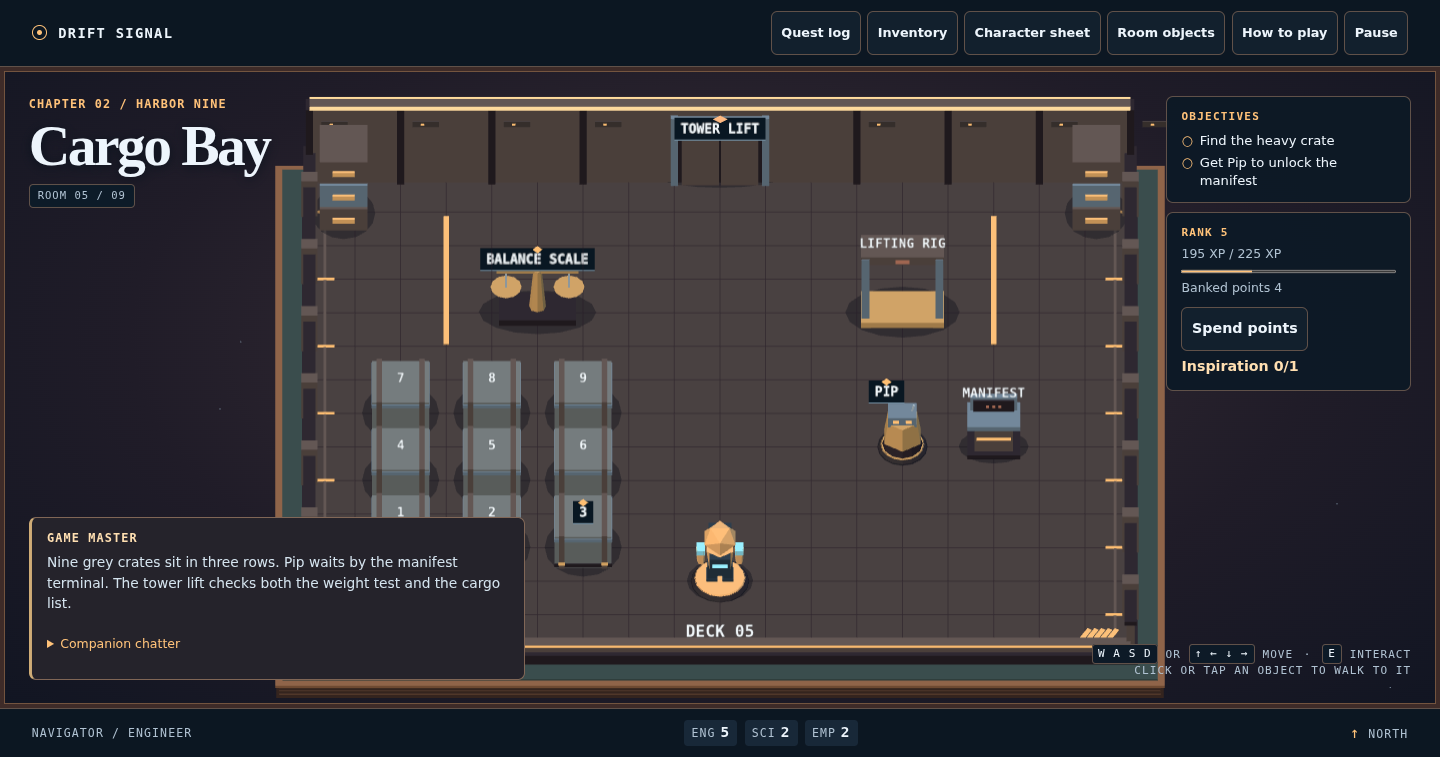 DRIFT SIGNAL
Quest log
Inventory
Character sheet
Room objects
How to play
Pause
CHAPTER 02 / HARBOR NINE
Cargo Bay
ROOM 05 / 09
TOWER LIFT
BALANCE SCALE
LIFTING RIG
7
8
9
4
5
6
1
2
3
PIP
MANIFEST
DECK 05
OBJECTIVES
Find the heavy crate
Get Pip to unlock the
manifest
RANK 5
195 XP / 225 XP
Banked points 4
Spend points
Inspiration 0/1
GAME MASTER
Nine grey crates sit in three rows. Pip waits by the manifest
terminal. The tower lift checks both the weight test and the cargo
list.
▶ Companion chatter
W A S D OR ↑ ← ↓ → MOVE · E INTERACT
CLICK OR TAP AN OBJECT TO WALK TO IT
NAVIGATOR / ENGINEER
ENG 5
SCI 2
EMP 2
↑ NORTH